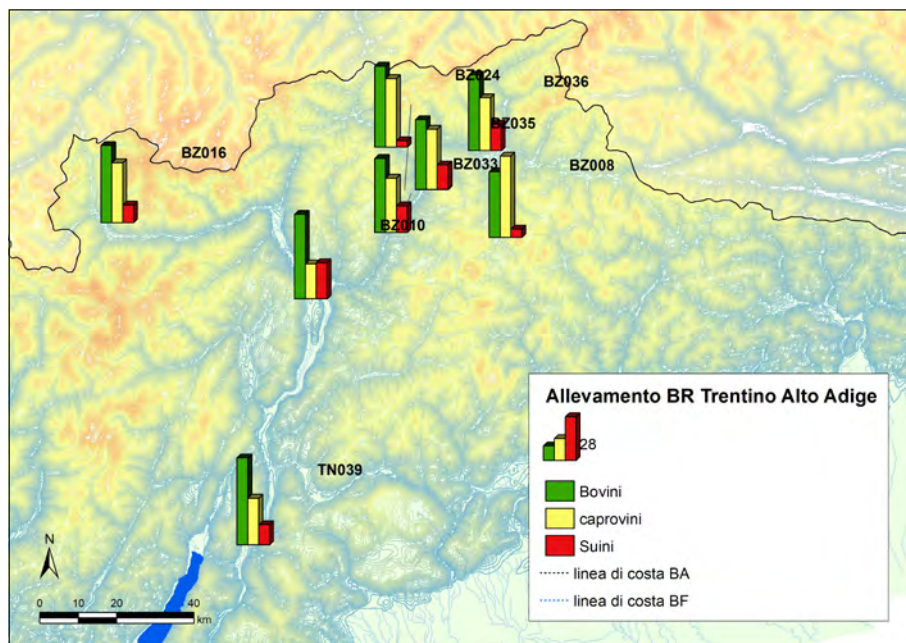 BZ024
BZ036
BZ035
BZ016
BZ033
BZ008
BZ010
TN039
Allevamento BR Trentino Alto Adige
28
Bovini
caprovini
Suini
linea di costa BA
linea di costa BF
N
0 10 20 40
km